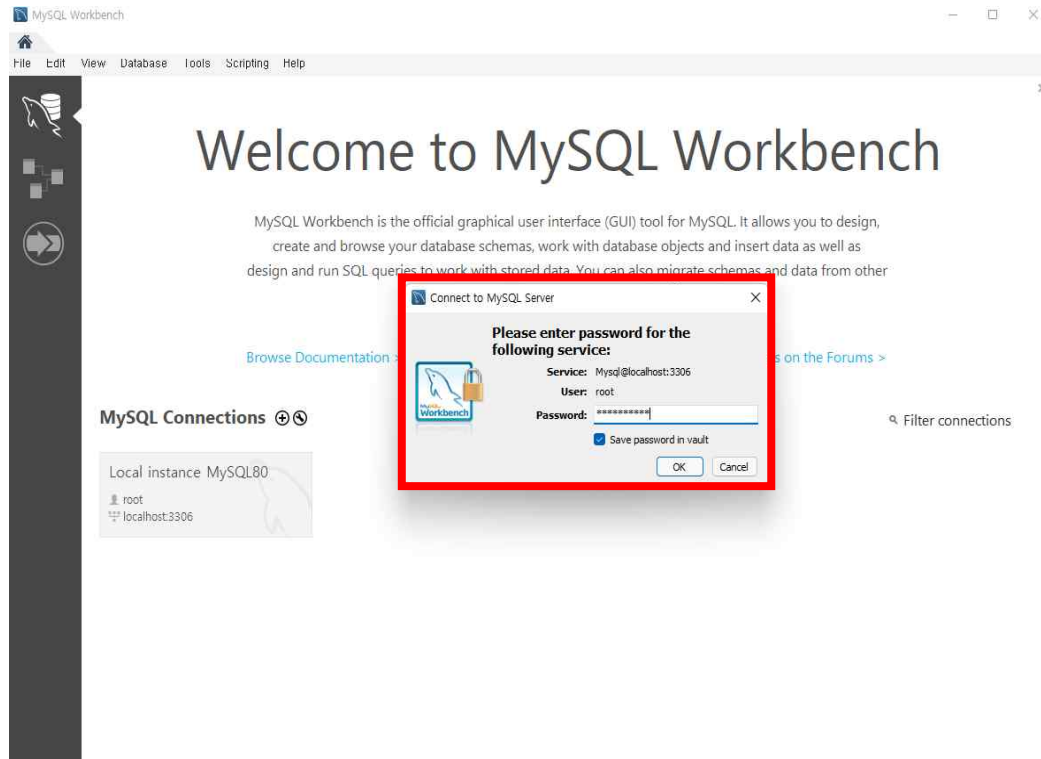 MySQL Workbench
File Edit View Database Tools Scripting Help
Welcome to MySQL Workbench
MySQL Workbench is the official graphical user interface (GUI) tool for MySQL. It allows you to design,
create and browse your database schemas, work with database objects and insert data as well as
design and run SQL queries to work with stored data. You can also migrate schemas and data from other
Connect to MySQL Server
Please enter password for the
following service:
Service: Mysql@localhost:3306
User: root
Password: **********
Save password in vault
OK Cancel
MySQL
Workbench
Browse Documentation >
s on the Forums >
MySQL Connections
Filter connections
Local instance MySQL80
root
localhost:3306